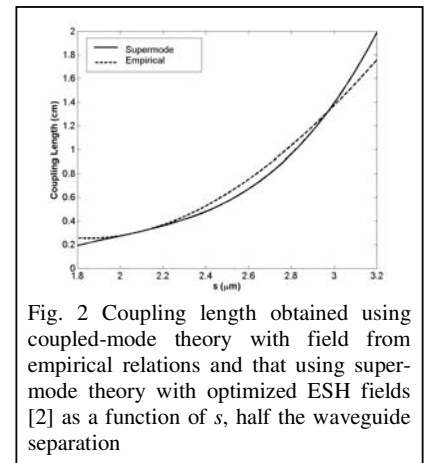 2
1.8
1.6
1.4
1.2
1
0.8
0.6
0.4
0.2
0
Coupling Length (cm)
Supermode
Empirical
1.8
2
2.2
2.4
2.6
2.8
3
3.2
s (μm)
Fig. 2 Coupling length obtained using
coupled-mode theory with field from
empirical relations and that using super-
mode theory with optimized ESH fields
[2] as a function of s, half the waveguide
separation